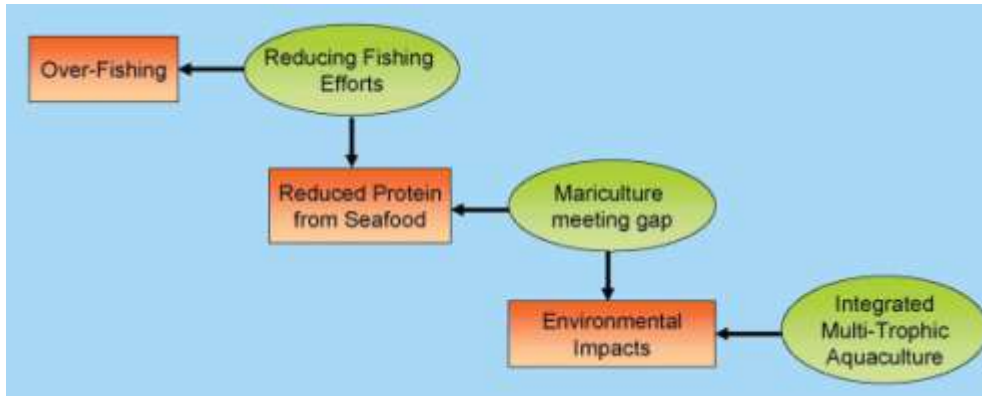 Over-Fishing
Reducing Fishing
Efforts
Reduced Protein
from Seafood
Mariculture
meeting gap
Environmental
Impacts
Integrated
Multi-Trophic
Aquaculture